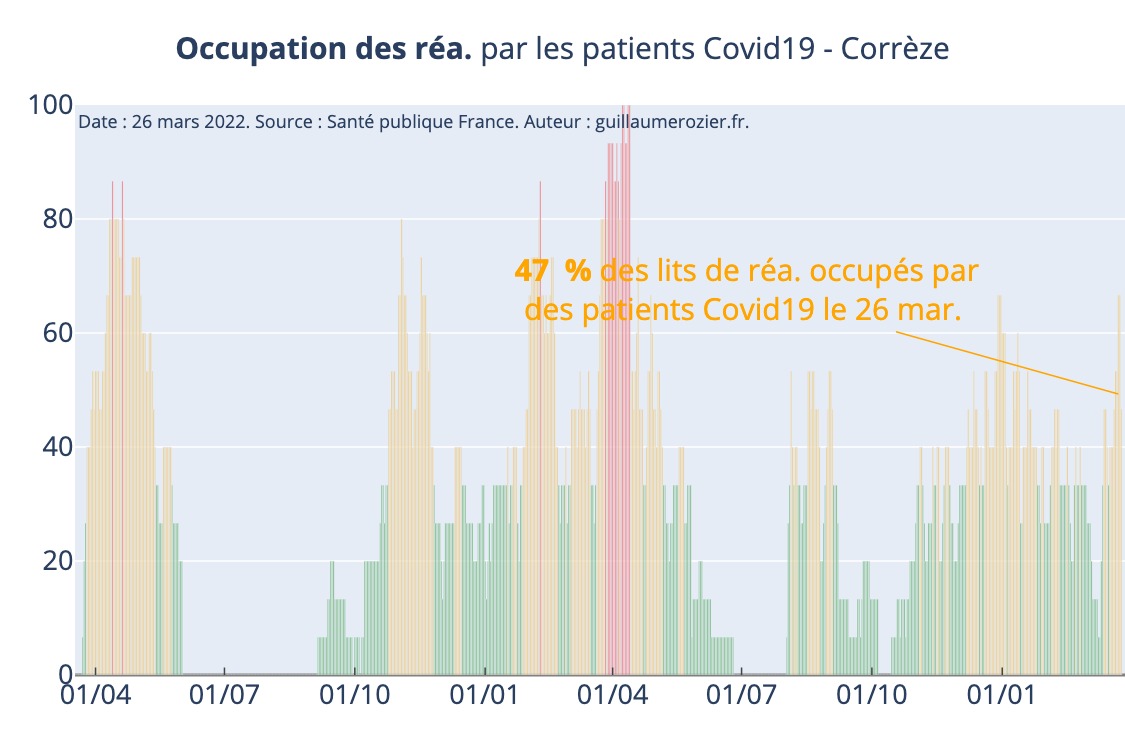 Occupation des réa. par les patients Covid19 - Corrèze
100
Date : 26 mars 2022. Source : Santé publique France. Auteur : guillaumerozier.fr.
80
47 % des lits de réa. occupés par
des patients Covid19 le 26 mar.
60
40
20
0
01/04 01/07 01/10 01/01 01/04 01/07 01/10 01/01